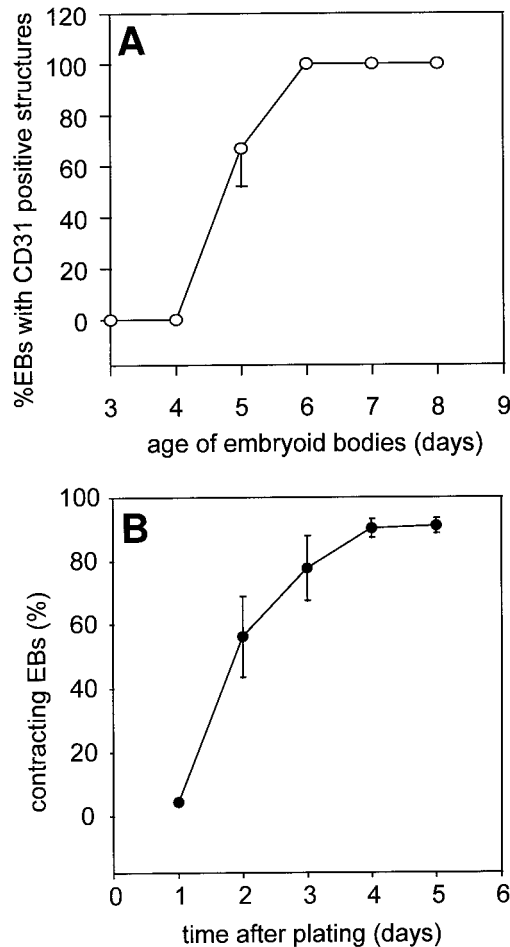 A
%EBs with CD31 positive structures
120
100
80
60
40
20
0
3 4 5 6 7 8 9
age of embryoid bodies (days)
B
contracting EBs (%)
100
80
60
40
20
0
0 1 2 3 4 5 6
time after plating (days)